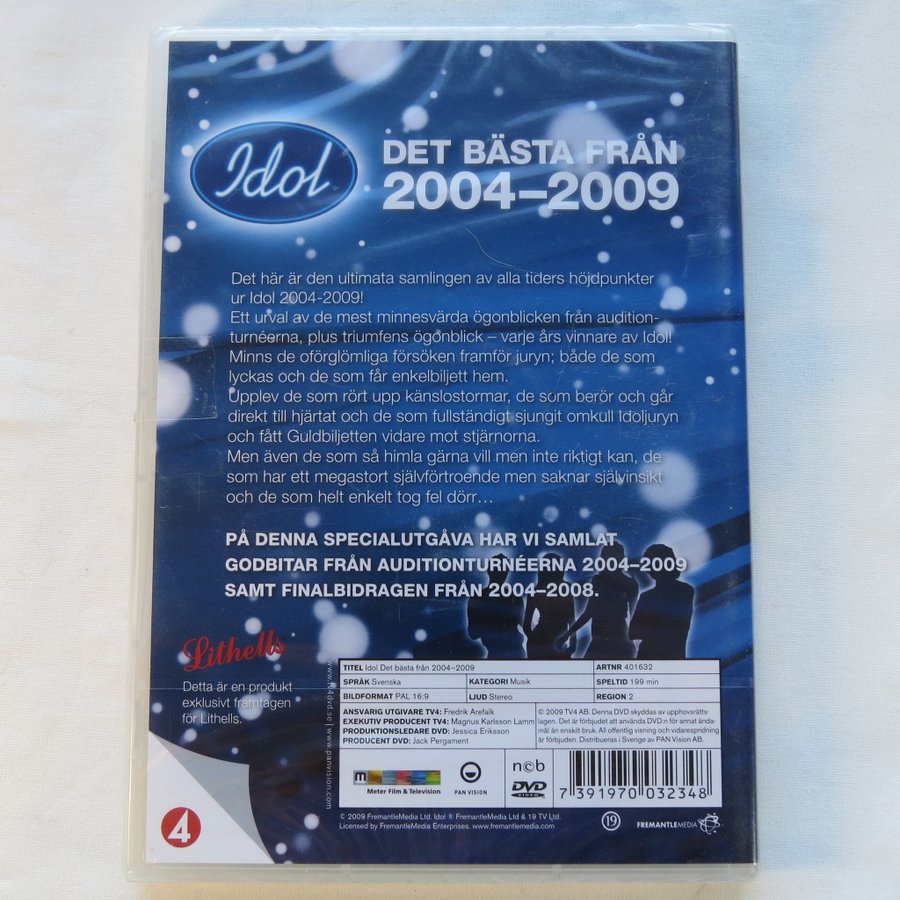 Idol
DET BÄSTA FRÅN
2004–2009
Det här är den ultimata samlingen av alla tiders höjdpunkter
ur Idol 2004-2009!
Ett urval av de mest minnesvärda ögonblicken från audition-
turnéerna, plus triumfens ögonblick – varje års vinnare av Idol!
Minns de oförglömliga försöken framför juryn; både de som
lyckas och de som får enkelbiljett hem.
Upplev de som rört upp känslostormar, de som berör och går
direkt till hjärtat och de som fullständigt sjungit omkull Idoljuryn
och fått Guldbiljetten vidare mot stjärnorna.
Men även de som så himla gärna vill men inte riktigt kan, de
som har ett megastort självförtroende men saknar självinsikt
och de som helt enkelt tog fel dörr…
PÅ DENNA SPECIALUTGÅVA HAR VI SAMLAT
GODBITAR FRÅN AUDITIONTURNÉERNA 2004–2009
SAMT FINALBIDRAGEN FRÅN 2004–2008.
Lithells
Detta är en produkt
exklusivt framtagen
för Lithells.
4
www.tv4dvd.se | www.panvision.com
TITEL Idol Det bästa från 2004–2009
ARTNR 401632
SPRÅK Svenska
KATEGORI Musik
SPELTID 199 min
BILDFORMAT PAL 16:9
LJUD Stereo
REGION 2
ANSVARIG UTGIVARE TV4: Fredrik Arefalk
EXEKUTIV PRODUCENT TV4: Magnus Karlsson Lamm
PRODUKTIONSLEDARE DVD: Jessica Eriksson
PRODUCENT DVD: Jack Pergament
© 2009 TV4 AB. Denna DVD skyddas av upphovsrätts-
lagen. Det är förbjudet att använda DVD:n för annat ända-
mål än enskilt bruk. All offentlig visning och vidarespridning
är förbjuden. Distribueras i Sverige av PAN Vision AB.
m
Meter Film & Television
PAN VISION
ncb
DVD
VIDEO
7 391970 032348
© 2009 FremantleMedia Ltd. Idol ® FremantleMedia Ltd & 19 TV Ltd.
Licensed by FremantleMedia Enterprises. www.fremantlemedia.com
19
FREMANTLEMEDIA